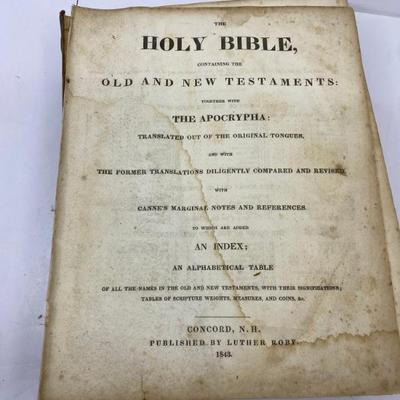 THE
HOLY BIBLE,
CONTAINING THE
OLD AND NEW TESTAMENTS:
TOGETHER WITH
THE APOCRYPHA:
TRANSLATED OUT OF THE ORIGINAL TONGUES,
AND WITH
THE FORMER TRANSLATIONS DILIGENTLY COMPARED AND REVISED,
WITH
CANNE'S MARGINAL NOTES AND REFERENCES.
TO WHICH ARE ADDED
AN INDEX;
AN ALPHABETICAL TABLE
OF ALL THE NAMES IN THE OLD AND NEW TESTAMENTS, WITH THEIR SIGNIFICATIONS;
TABLES OF SCRIPTURE WEIGHTS, MEASURES, AND COINS, &c.
CONCORD, N.H.
PUBLISHED BY LUTHER ROBY.
1843.